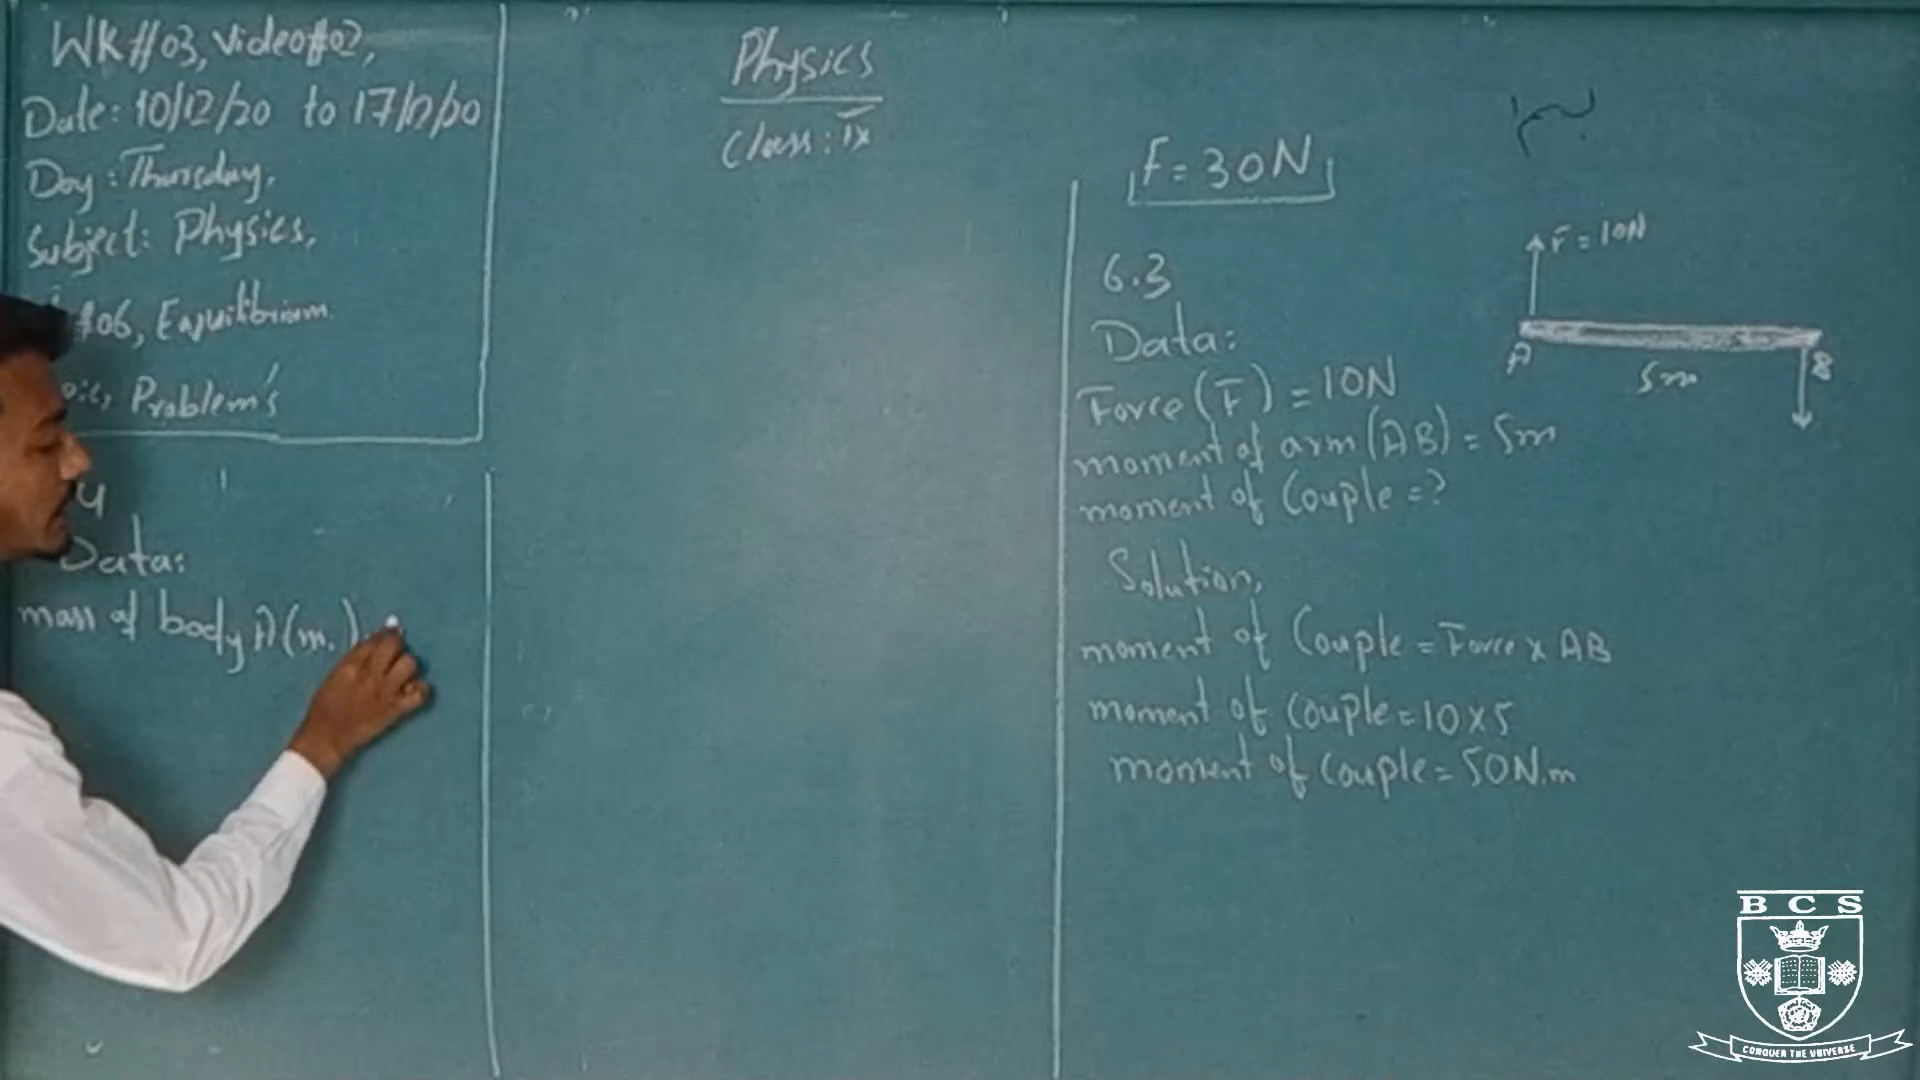 WK#03, Video#02,
Date: 10/12/20 to 17/12/20
Day: Thursday,
Subject: Physics,
#06, Equilibrium
Problem's
4
Data:
mass of body A(m.)
Physics
Class: IX
F = 30N
6.3
Data:
Force (F) = 10N
moment of arm (AB) = 5m
moment of Couple = ?
Solution,
moment of Couple = Force x AB
moment of Couple = 10 x 5
moment of Couple = 50N.m
F = 10N
A
B
5m
BCS
CONQUER THE UNIVERSE